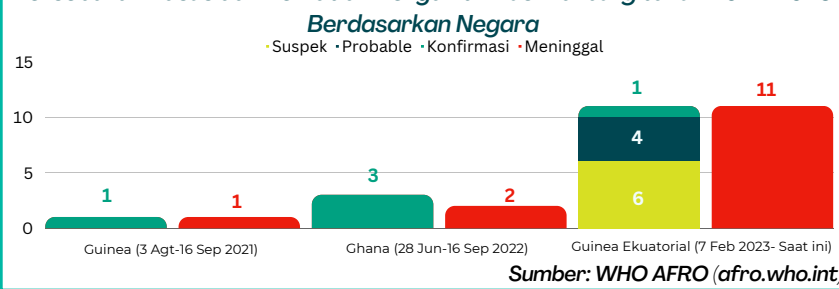 Berdasarkan Negara
Suspek Probable Konfirmasi Meninggal
15
10
5
0
1
1
3
2
1
4
6
11
Guinea (3 Agt-16 Sep 2021)
Ghana (28 Jun-16 Sep 2022)
Guinea Ekuatorial (7 Feb 2023- Saat ini)
Sumber: WHO AFRO (afro.who.int)